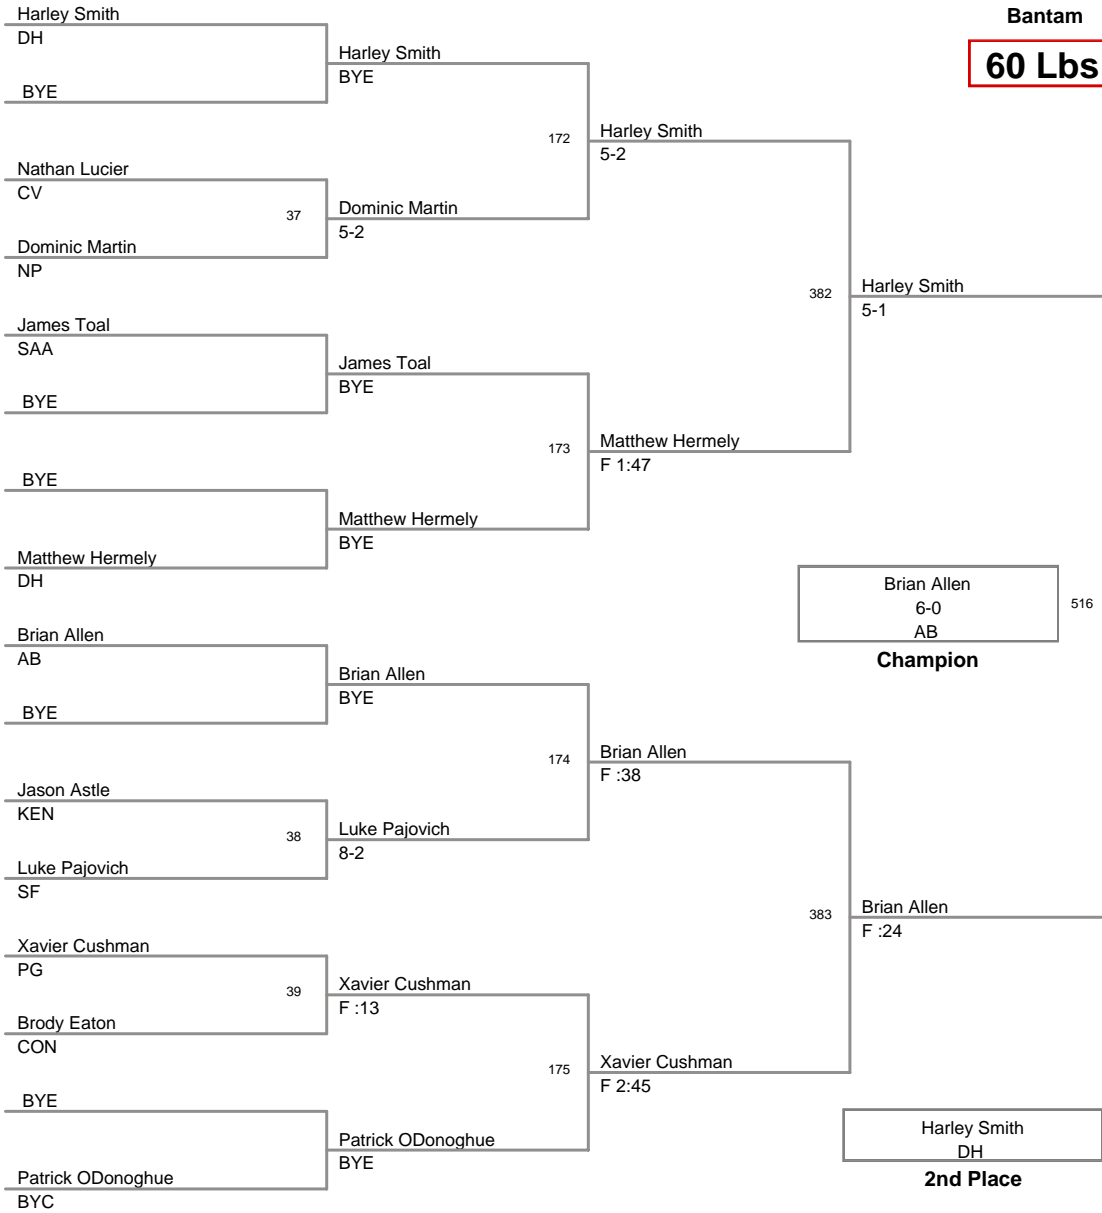 Harley Smith
DH
BYE
Nathan Lucier
CV
37
Dominic Martin
NP
James Toal
SAA
BYE
BYE
Matthew Hermely
DH
Brian Allen
AB
BYE
Jason Astle
KEN
38
Luke Pajovich
SF
Xavier Cushman
PG
39
Brody Eaton
CON
BYE
Patrick ODonoghue
BYC
Harley Smith
BYE
172
Dominic Martin
5-2
James Toal
BYE
173
Matthew Hermely
BYE
Brian Allen
BYE
174
Luke Pajovich
8-2
Xavier Cushman
F :13
175
Patrick ODonoghue
BYE
Harley Smith
5-2
382
Matthew Hermely
F 1:47
Brian Allen
F :38
383
Xavier Cushman
F 2:45
Bantam
60 Lbs
Harley Smith
5-1
Brian Allen
6-0
AB
516
Champion
Brian Allen
F :24
Harley Smith
DH
2nd Place